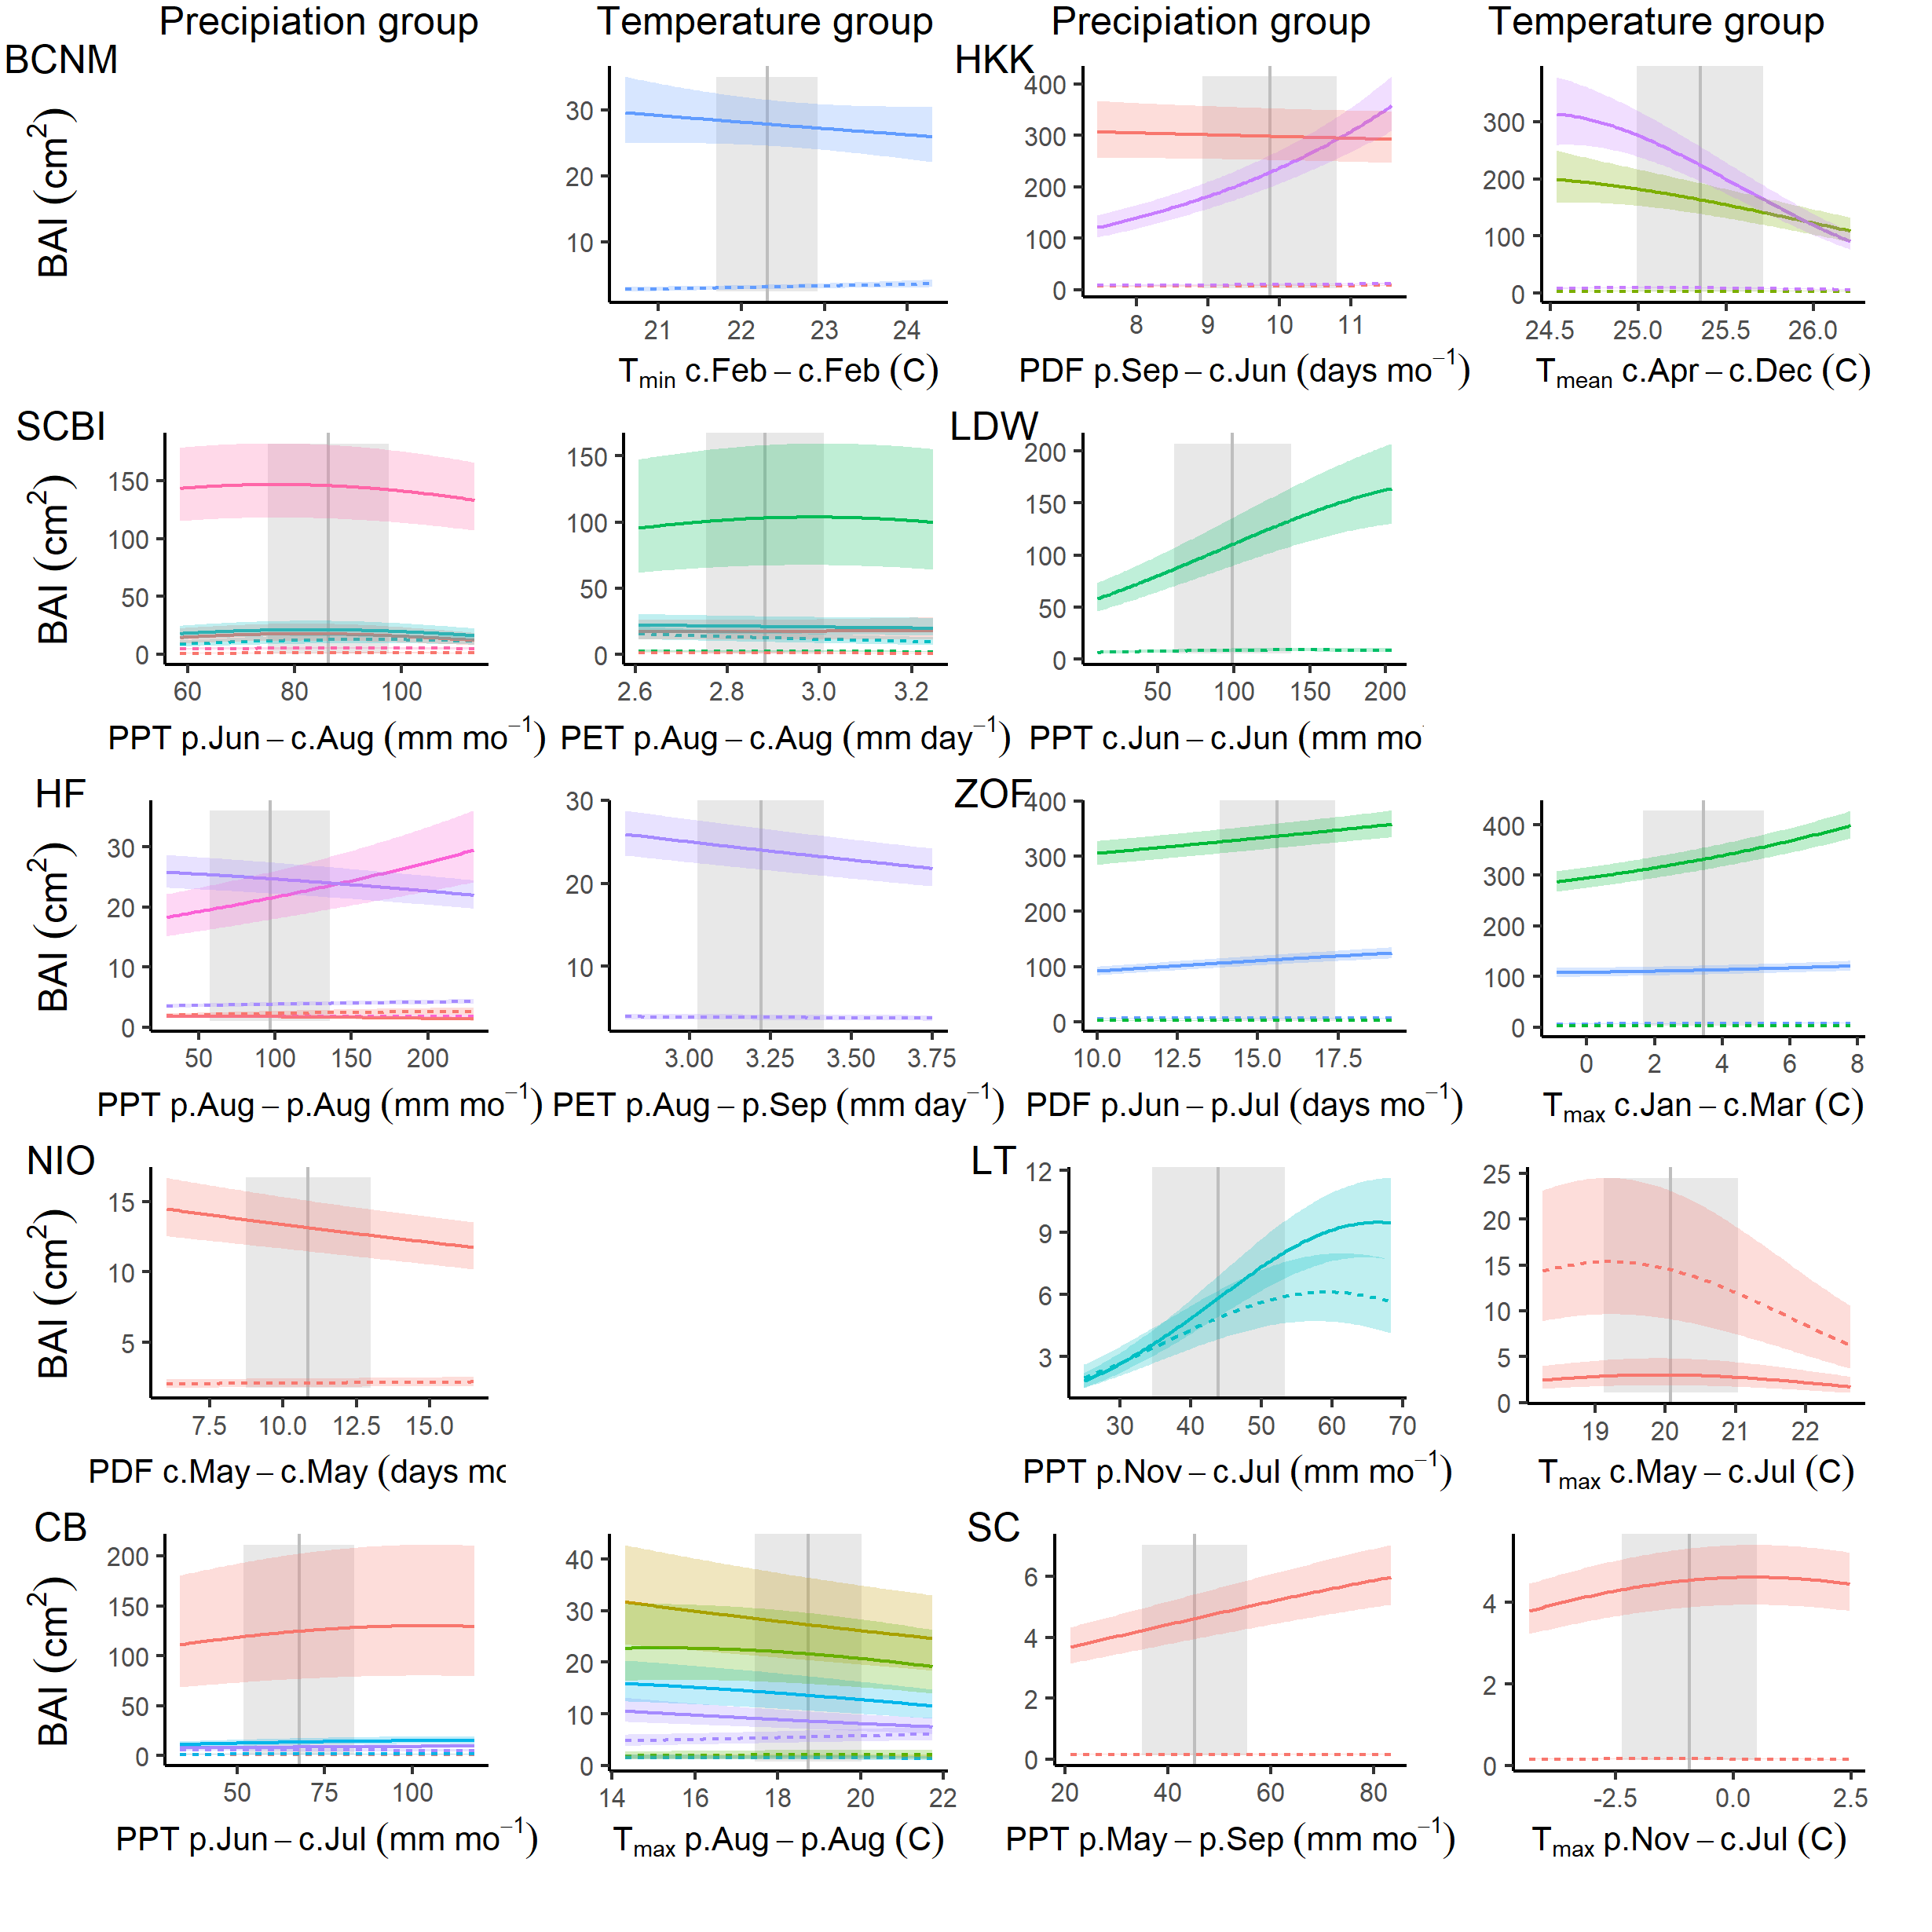 Precipiation group
Temperature group
Precipiation group
Temperature group
BCNM
BAI (cm2)
30
20
10
21 22 23 24
Tmin c.Feb – c.Feb (C)
HKK
400
300
200
100
0
8 9 10 11
PDF p.Sep – c.Jun (days mo−1)
300
200
100
0
24.5 25.0 25.5 26.0
Tmean c.Apr – c.Dec (C)
SCBI
BAI (cm2)
150
100
50
0
60 80 100
PPT p.Jun – c.Aug (mm mo−1)
150
100
50
0
2.6 2.8 3.0 3.2
PET p.Aug – c.Aug (mm day−1)
LDW
200
150
100
50
0
50 100 150 200
PPT c.Jun – c.Jun (mm mo
HF
BAI (cm2)
30
20
10
0
50 100 150 200
PPT p.Aug – p.Aug (mm mo−1)
30
20
10
3.00 3.25 3.50 3.75
PET p.Aug – p.Sep (mm day−1)
ZOF
400
300
200
100
0
10.0 12.5 15.0 17.5
PDF p.Jun – p.Jul (days mo−1)
400
300
200
100
0
0 2 4 6 8
Tmax c.Jan – c.Mar (C)
NIO
BAI (cm2)
15
10
5
7.5 10.0 12.5 15.0
PDF c.May – c.May (days mo
LT
12
9
6
3
30 40 50 60 70
PPT p.Nov – c.Jul (mm mo−1)
25
20
15
10
5
0
19 20 21 22
Tmax c.May – c.Jul (C)
CB
BAI (cm2)
200
150
100
50
0
50 75 100
PPT p.Jun – c.Jul (mm mo−1)
40
30
20
10
0
14 16 18 20 22
Tmax p.Aug – p.Aug (C)
SC
6
4
2
0
20 40 60 80
PPT p.May – p.Sep (mm mo−1)
4
2
0
-2.5 0.0 2.5
Tmax p.Nov – c.Jul (C)